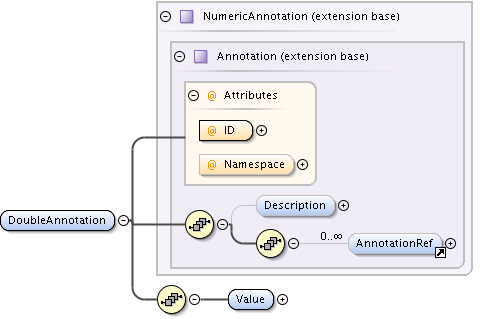 NumericAnnotation (extension base)
Annotation (extension base)
@ Attributes
@ ID
@ Namespace
Description
DoubleAnnotation
0..∞
AnnotationRef
Value